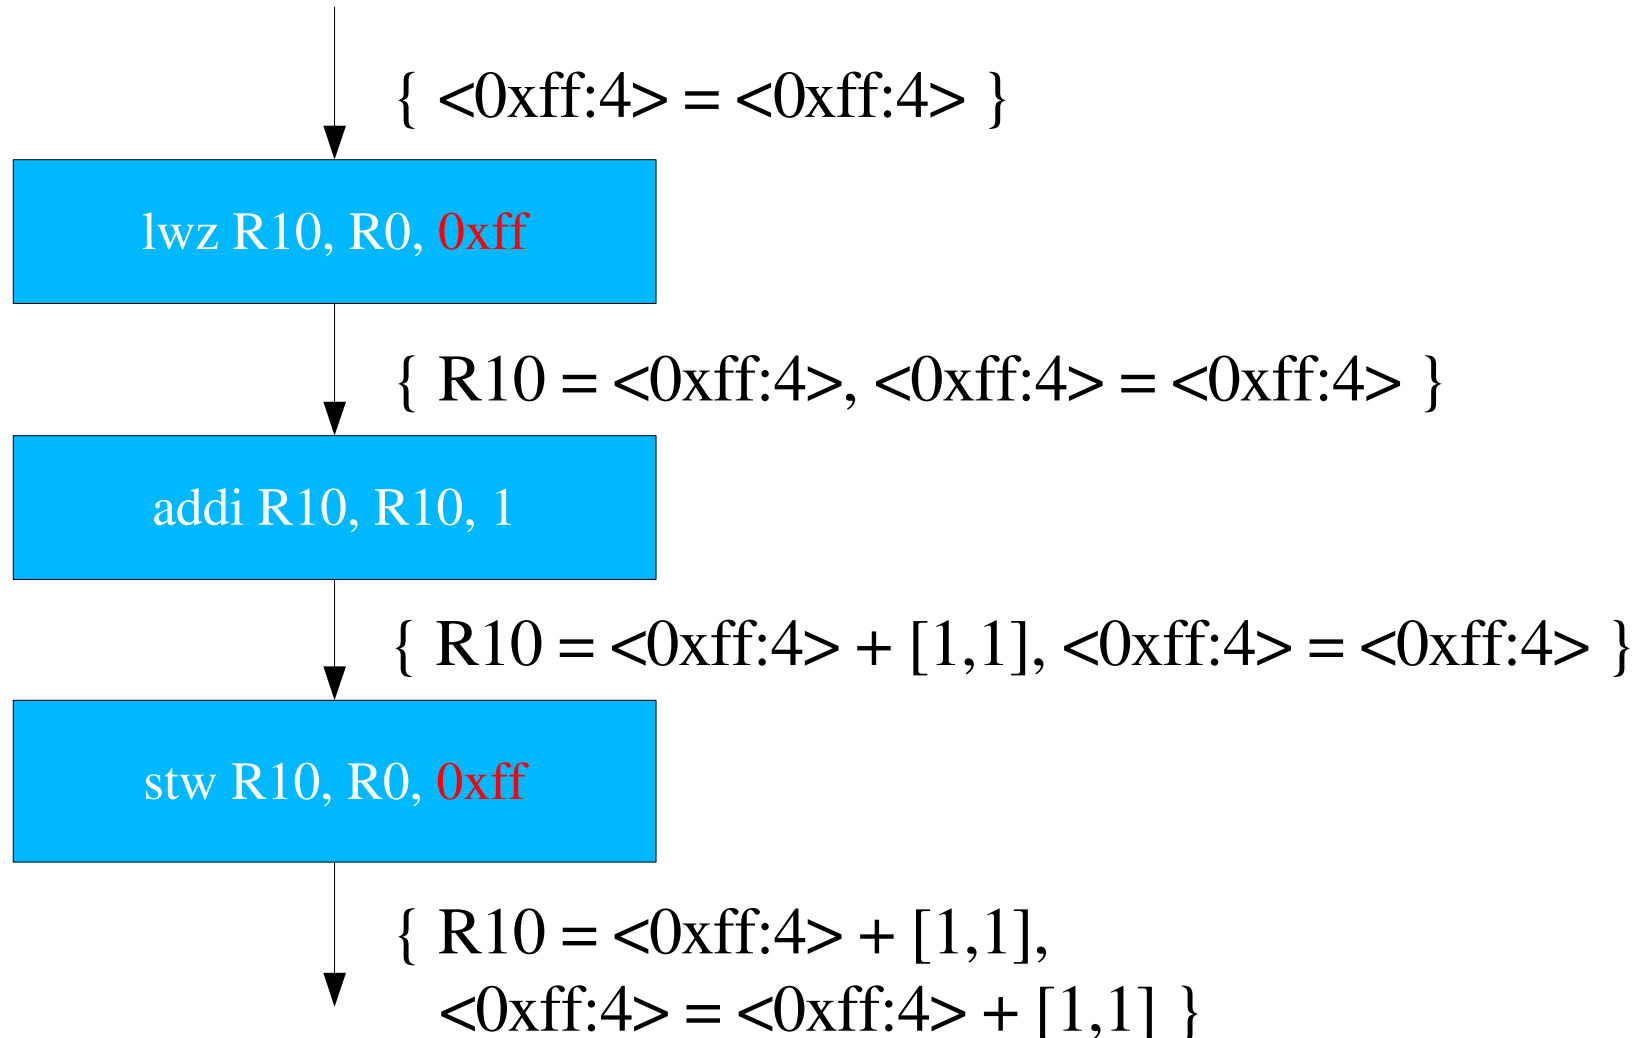 { <0xff:4> = <0xff:4> }
lwz R10, R0, 0xff
{ R10 = <0xff:4>, <0xff:4> = <0xff:4> }
addi R10, R10, 1
{ R10 = <0xff:4> + [1,1], <0xff:4> = <0xff:4> }
stw R10, R0, 0xff
{ R10 = <0xff:4> + [1,1],
<0xff:4> = <0xff:4> + [1,1] }